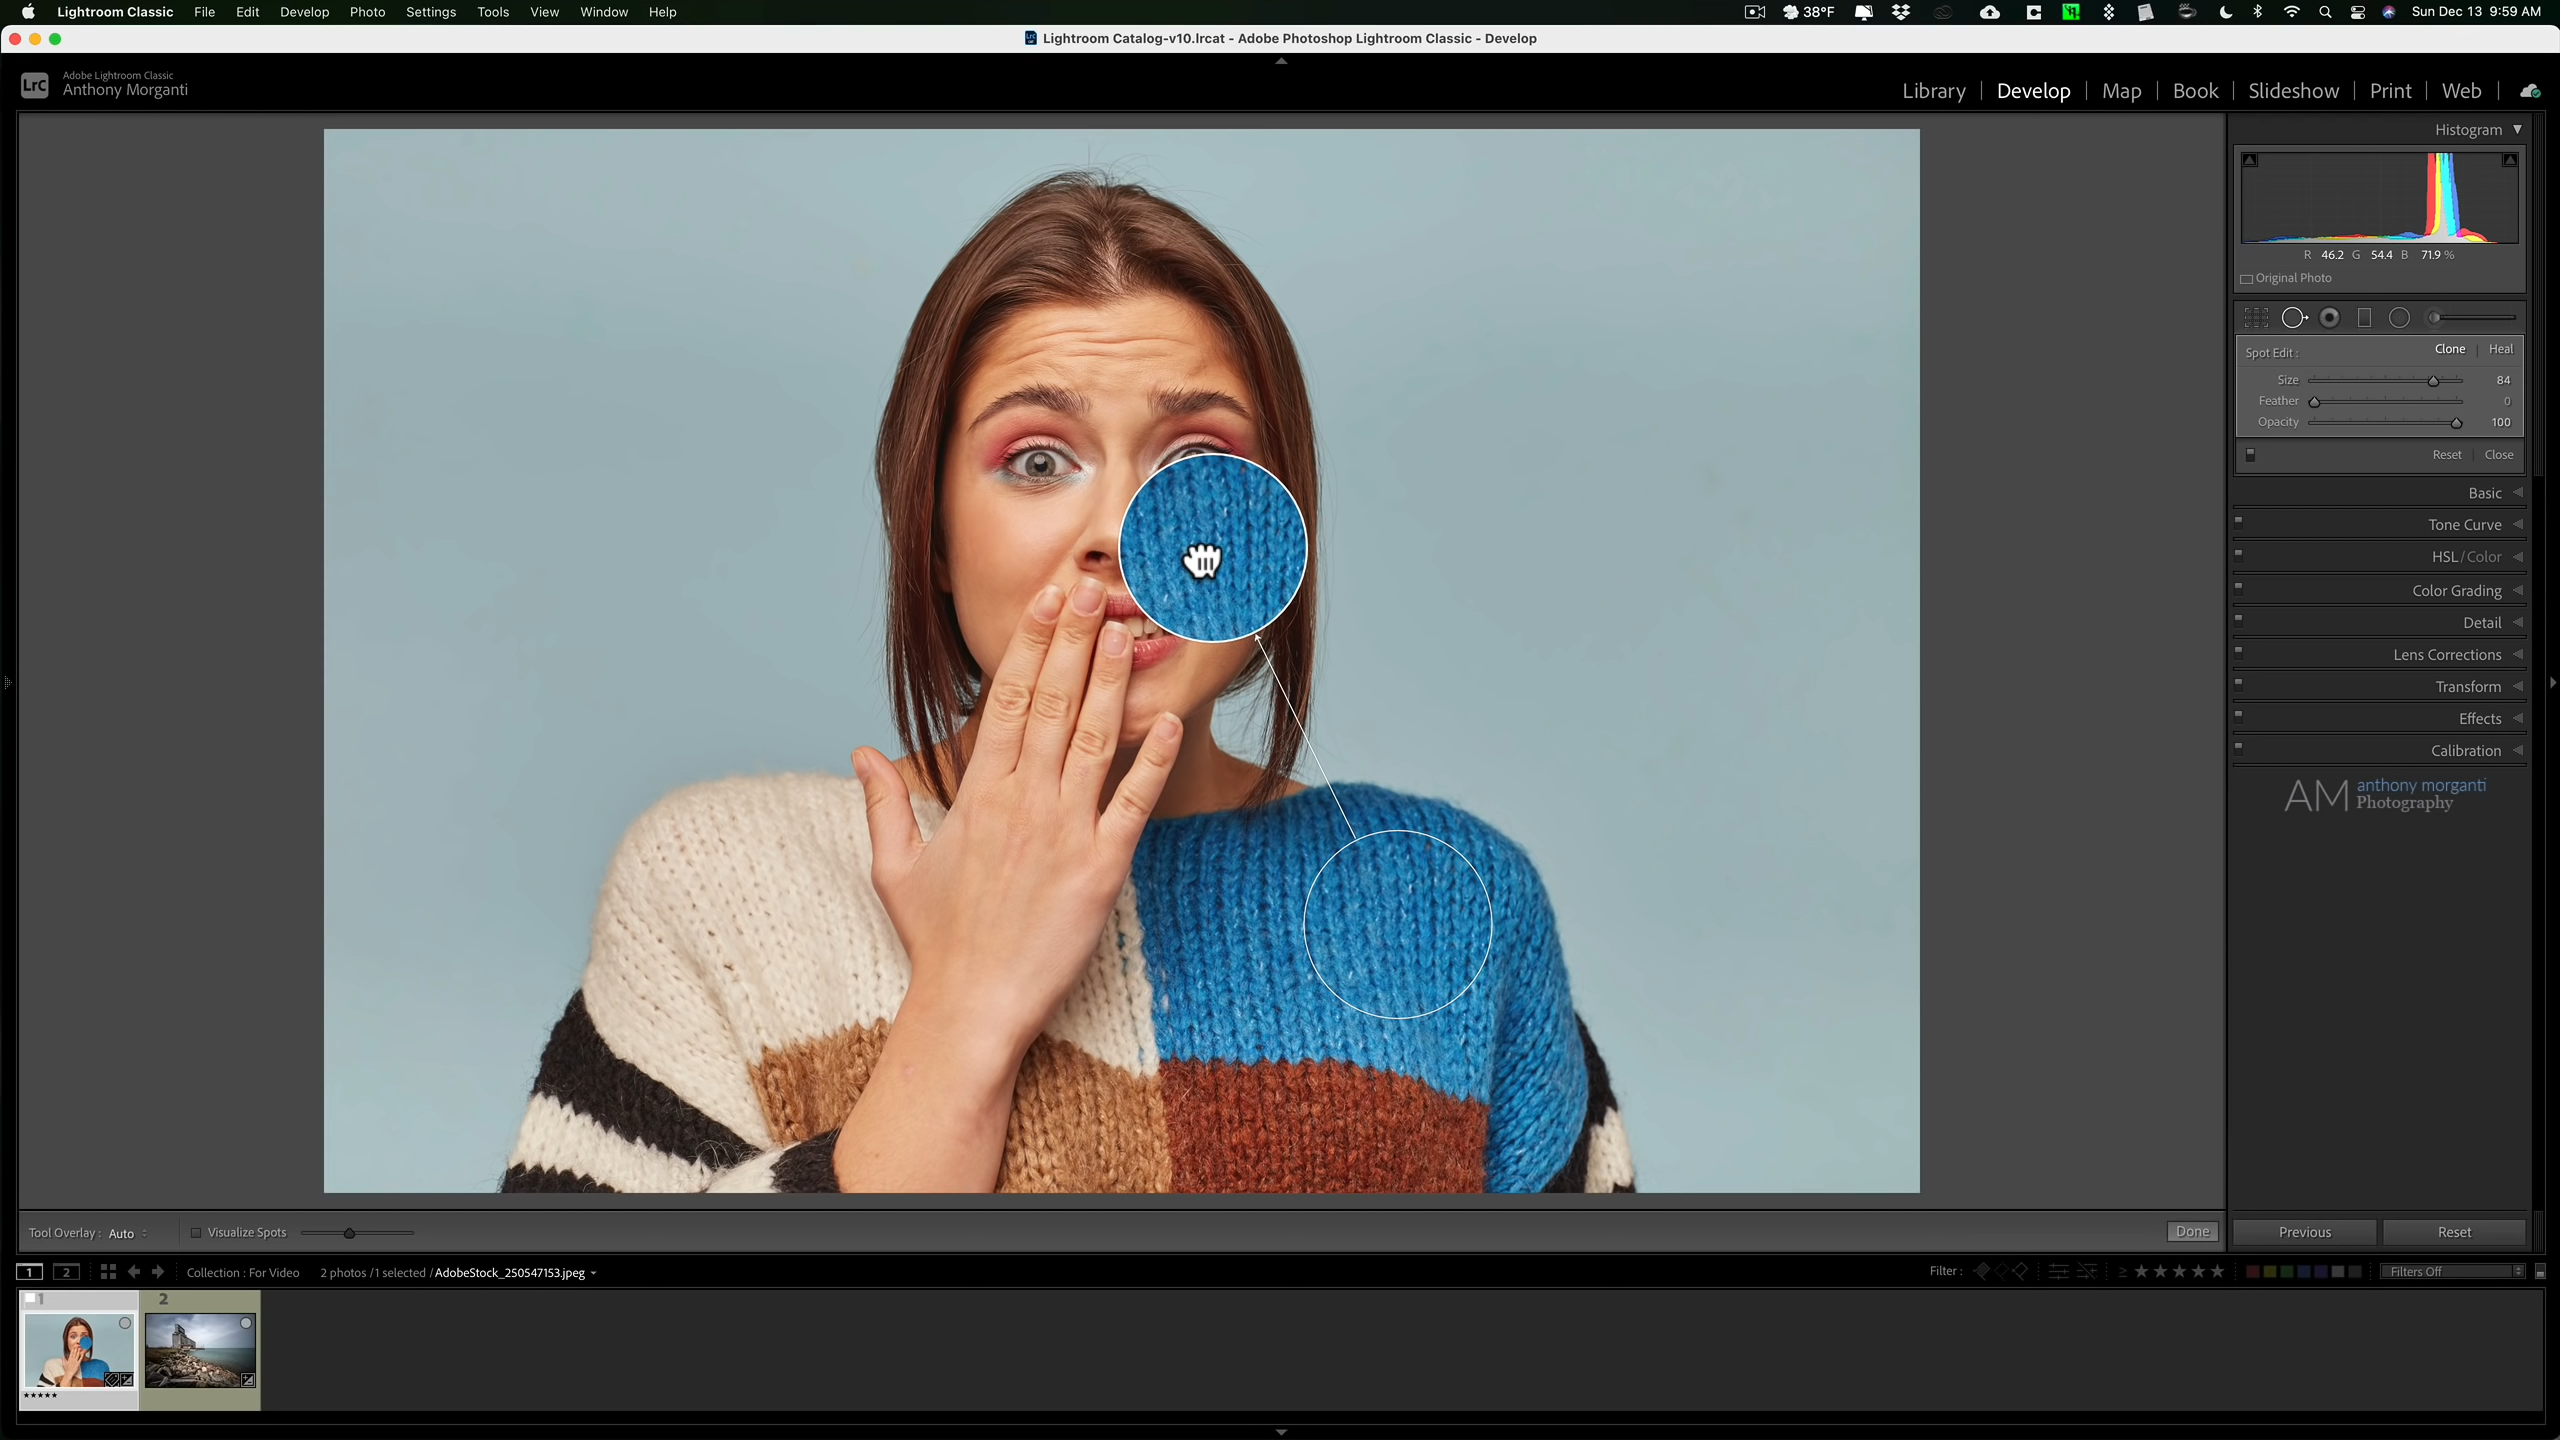 Lightroom Classic File Edit Develop Photo Settings Tools View Window Help 38°F Sun Dec 13 9:59 AM
Lightroom Catalog-v10.lrcat - Adobe Photoshop Lightroom Classic - Develop
LrC
Adobe Lightroom Classic
Anthony Morganti
Library | Develop | Map | Book | Slideshow | Print | Web
Histogram
R 46.2 G 54.4 B 71.9 %
Original Photo
Spot Edit : Clone | Heal
Size 84
Feather 0
Opacity 100
Reset Close
Basic
Tone Curve
HSL / Color
Color Grading
Detail
Lens Corrections
Transform
Effects
Calibration
AM anthony morganti
Photography
Tool Overlay : Auto Visualize Spots Done
Previous Reset
1 2 Collection : For Video 2 photos /1 selected /AdobeStock_250547153.jpeg Filter : Filters Off
1 2